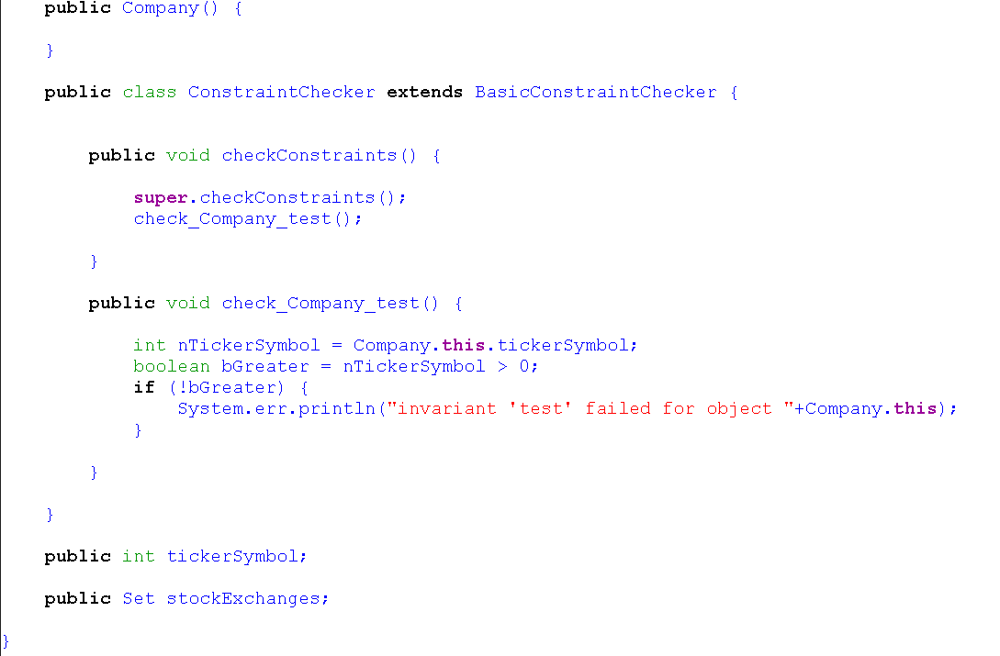 public Company() {
}
public class ConstraintChecker extends BasicConstraintChecker {
public void checkConstraints() {
super.checkConstraints();
check_Company_test();
}
public void check_Company_test() {
int nTickerSymbol = Company.this.tickerSymbol;
boolean bGreater = nTickerSymbol > 0;
if (!bGreater) {
System.err.println("invariant 'test' failed for object "+Company.this);
}
}
}
public int tickerSymbol;
public Set stockExchanges;
}